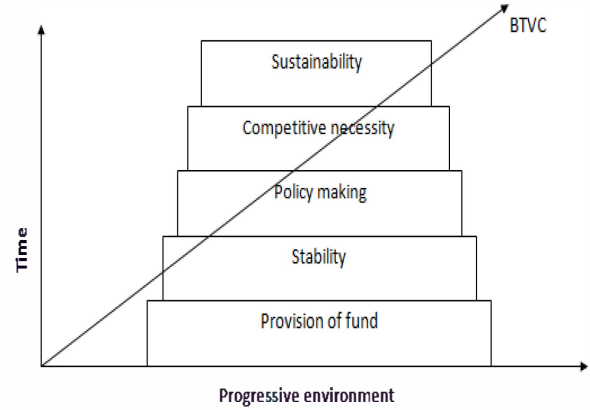 BTVC
Sustainability
Competitive necessity
Policy making
Stability
Provision of fund
Time
Progressive environment